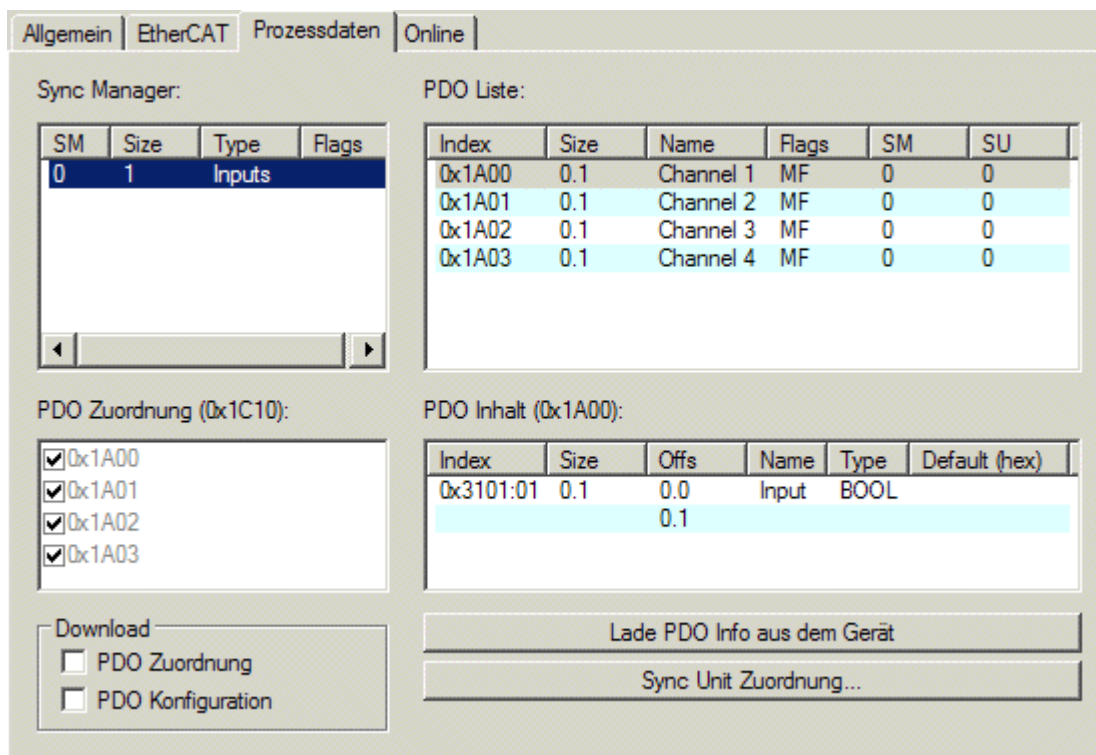 Allgemein EtherCAT Prozessdaten Online
Sync Manager:
SM Size Type Flags
0 1 Inputs
PDO Liste:
Index Size Name Flags SM SU
0x1A00 0.1 Channel 1 MF 0 0
0x1A01 0.1 Channel 2 MF 0 0
0x1A02 0.1 Channel 3 MF 0 0
0x1A03 0.1 Channel 4 MF 0 0
PDO Zuordnung (0x1C10):
0x1A00
0x1A01
0x1A02
0x1A03
PDO Inhalt (0x1A00):
Index Size Offs Name Type Default (hex)
0x3101:01 0.1 0.0 Input BOOL
0.1
Download
PDO Zuordnung
PDO Konfiguration
Lade PDO Info aus dem Gerät
Sync Unit Zuordnung...